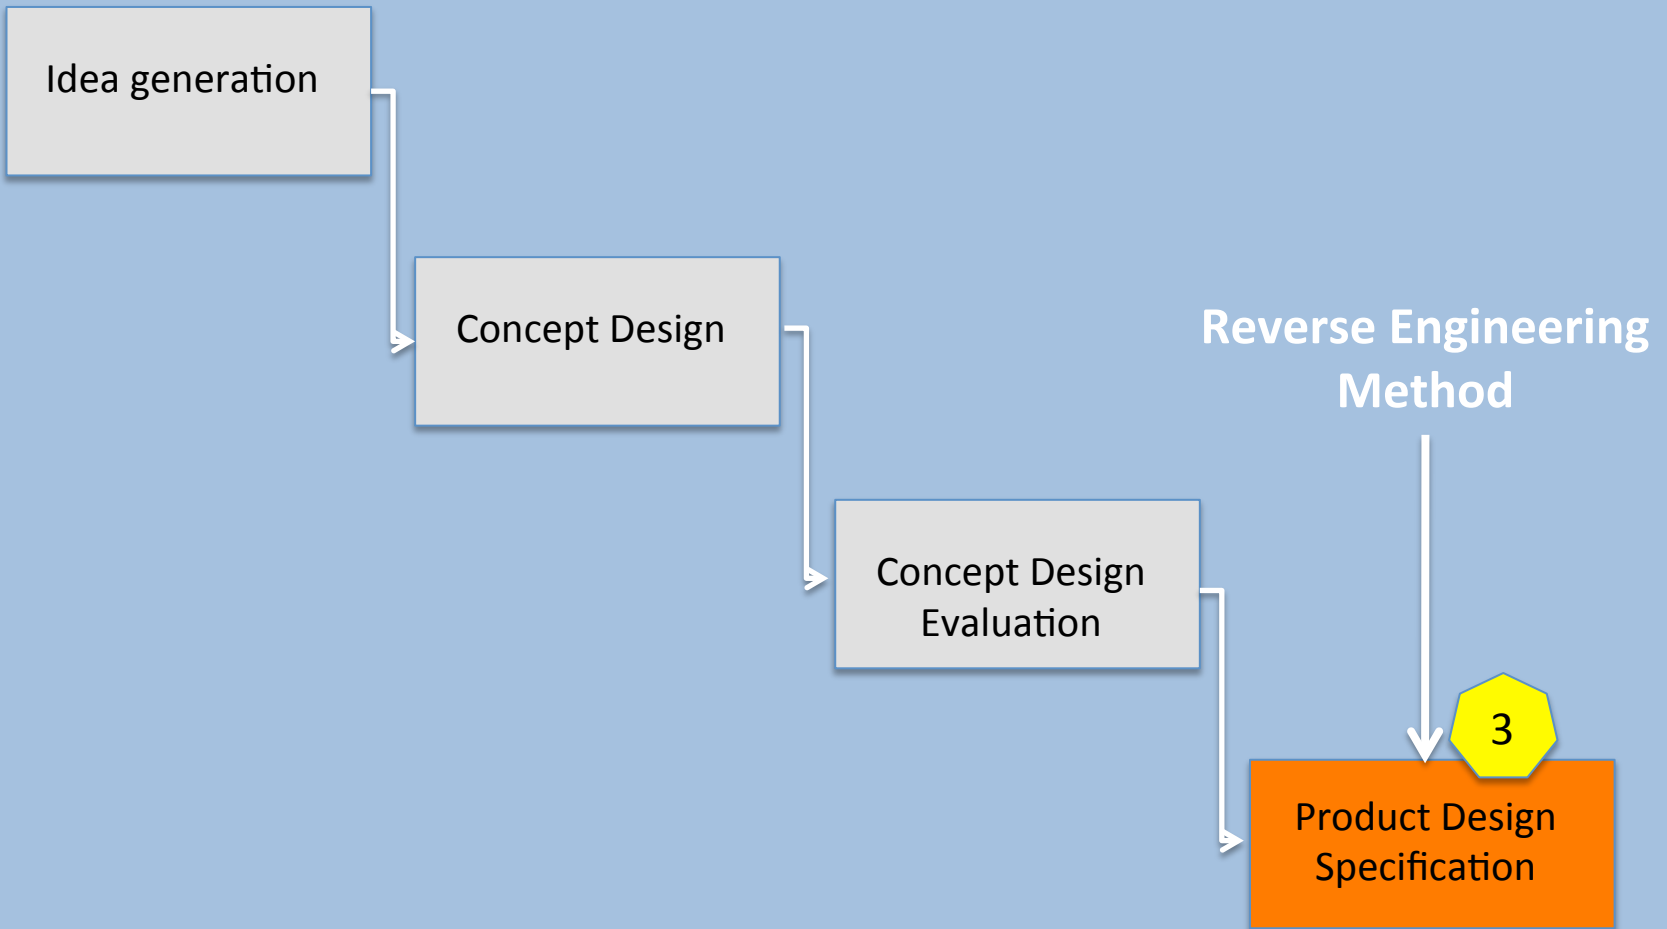 Idea generation
Concept Design
Reverse Engineering
Method
Concept Design
Evaluation
3
Product Design
Specification